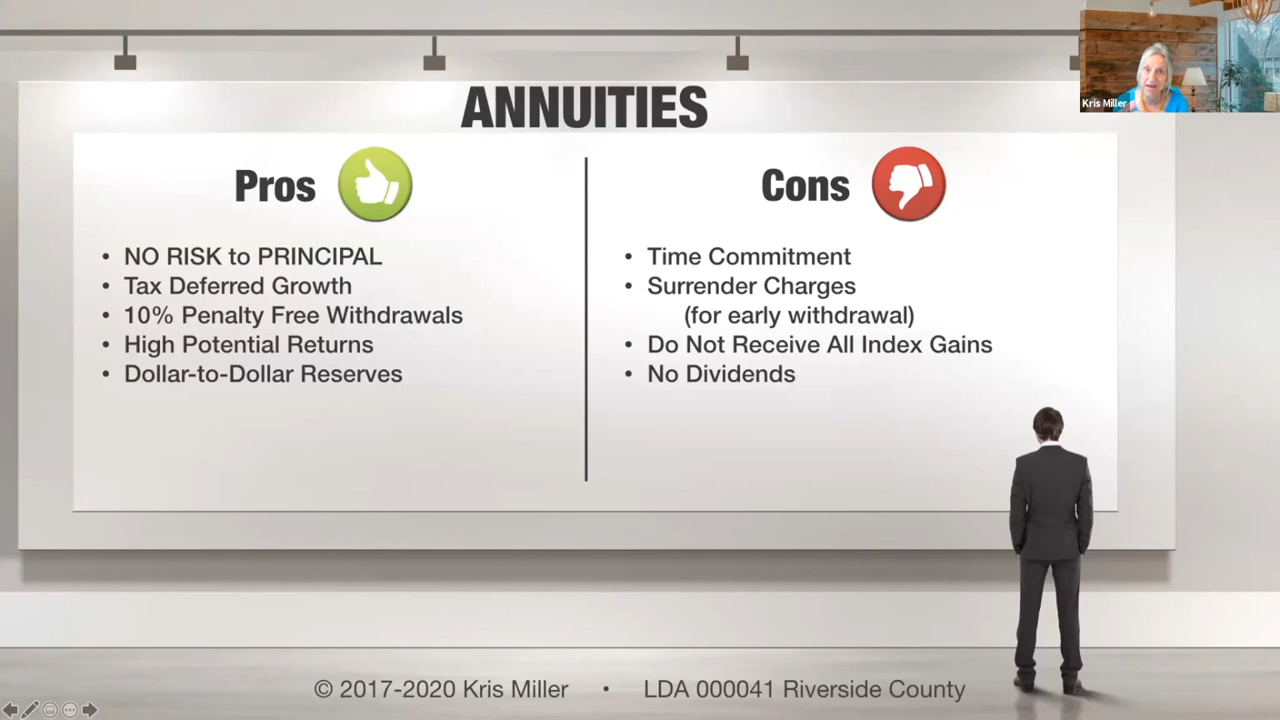 ANNUITIES
Pros
• NO RISK to PRINCIPAL
• Tax Deferred Growth
• 10% Penalty Free Withdrawals
• High Potential Returns
• Dollar-to-Dollar Reserves
Cons
• Time Commitment
• Surrender Charges
(for early withdrawal)
• Do Not Receive All Index Gains
• No Dividends
Kris Miller
© 2017-2020 Kris Miller • LDA 000041 Riverside County